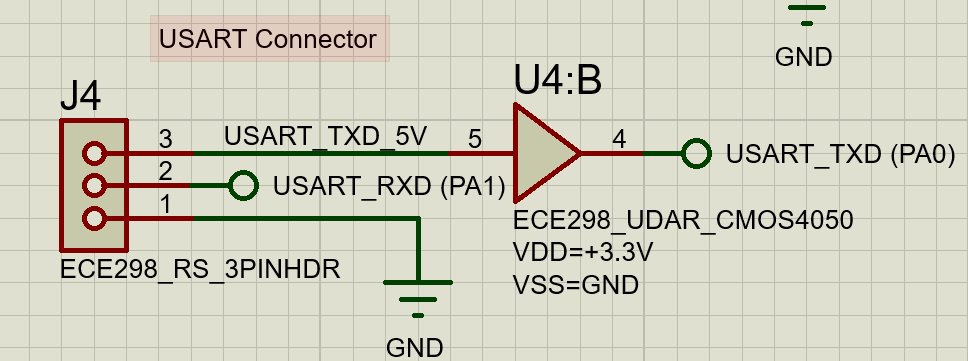 USART Connector
GND
J4
U4:B
3
USART_TXD_5V
5
4
USART_TXD (PA0)
2
USART_RXD (PA1)
1
ECE298_UDAR_CMOS4050
VDD=+3.3V
VSS=GND
ECE298_RS_3PINHDR
GND